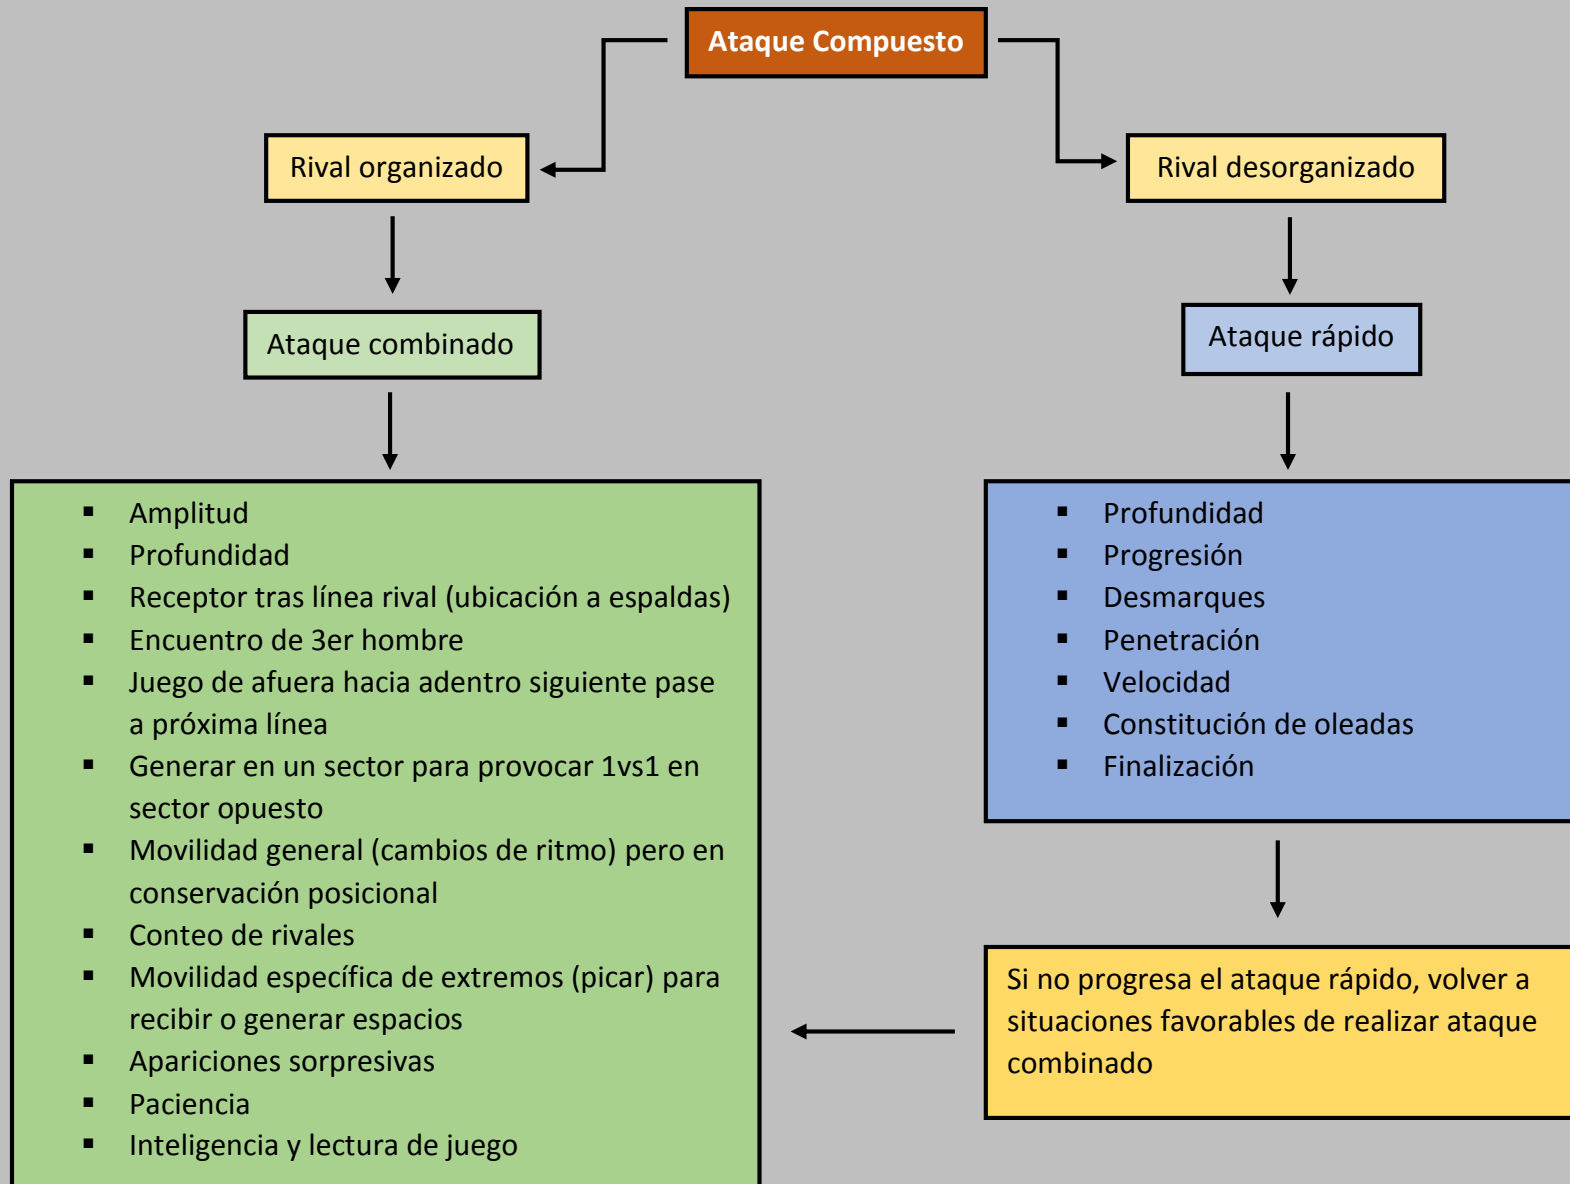 Ataque Compuesto
Rival organizado
Rival desorganizado
Ataque combinado
Ataque rápido
▪ Amplitud
▪ Profundidad
▪ Receptor tras línea rival (ubicación a espaldas)
▪ Encuentro de 3er hombre
▪ Juego de afuera hacia adentro siguiente pase
a próxima línea
▪ Generar en un sector para provocar 1vs1 en
sector opuesto
▪ Movilidad general (cambios de ritmo) pero en
conservación posicional
▪ Conteo de rivales
▪ Movilidad específica de extremos (picar) para
recibir o generar espacios
▪ Apariciones sorpresivas
▪ Paciencia
▪ Inteligencia y lectura de juego
▪ Profundidad
▪ Progresión
▪ Desmarques
▪ Penetración
▪ Velocidad
▪ Constitución de oleadas
▪ Finalización
Si no progresa el ataque rápido, volver a
situaciones favorables de realizar ataque
combinado